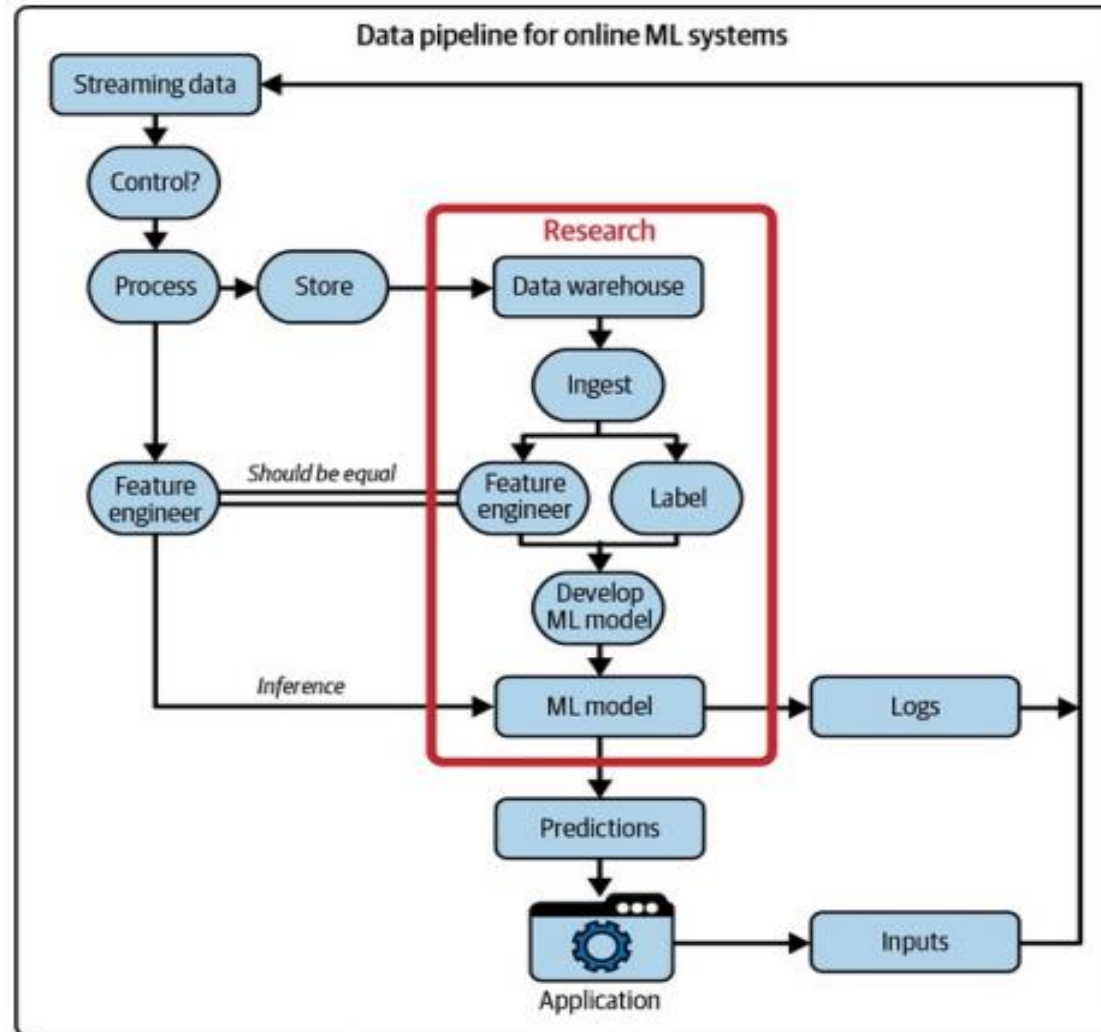 Data pipeline for online ML systems
Streaming data
Control?
Research
Process
Store
Data warehouse
Ingest
Should be equal
Feature
engineer
Feature
engineer
Label
Develop
ML model
Inference
ML model
Logs
Predictions
Inputs
Application